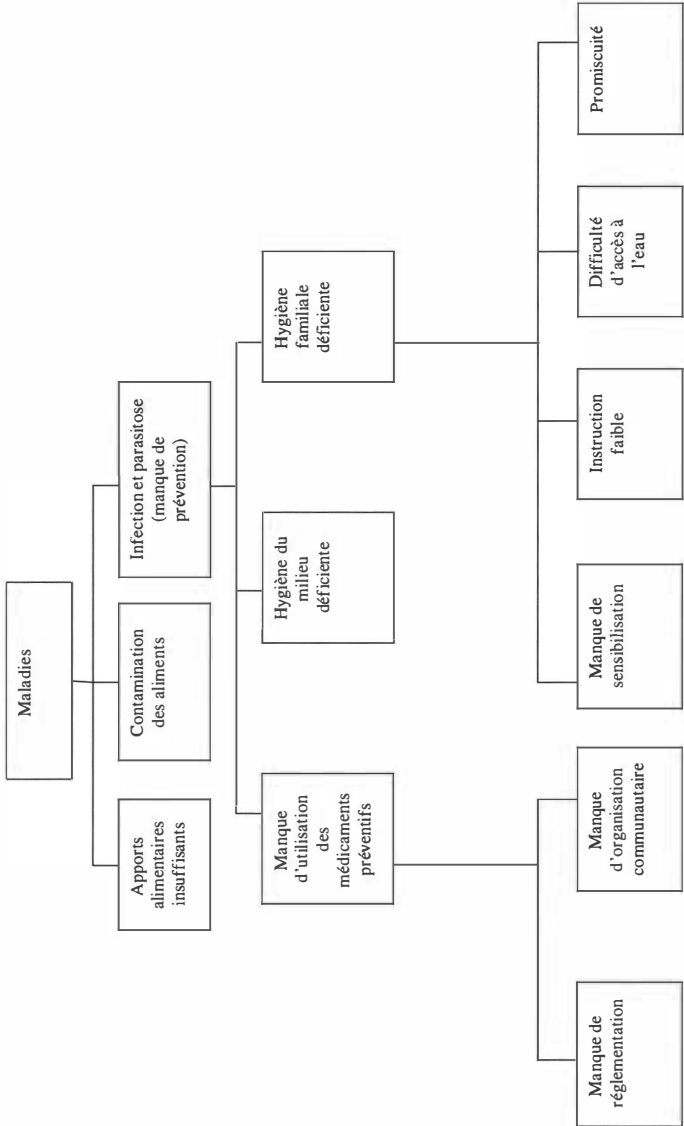 Maladies
Apports
alimentaires
insuffisants
Contamination
des aliments
Infection et parasitose
(manque de
prévention)
Manque
d'utilisation
des
médicaments
préventifs
Hygiène du
milieu
déficiente
Hygiène
familiale
déficiente
Manque de
réglementation
Manque
d'organisation
communautaire
Manque de
sensibilisation
Instruction
faible
Difficulté
d'accès à
l'eau
Promiscuité